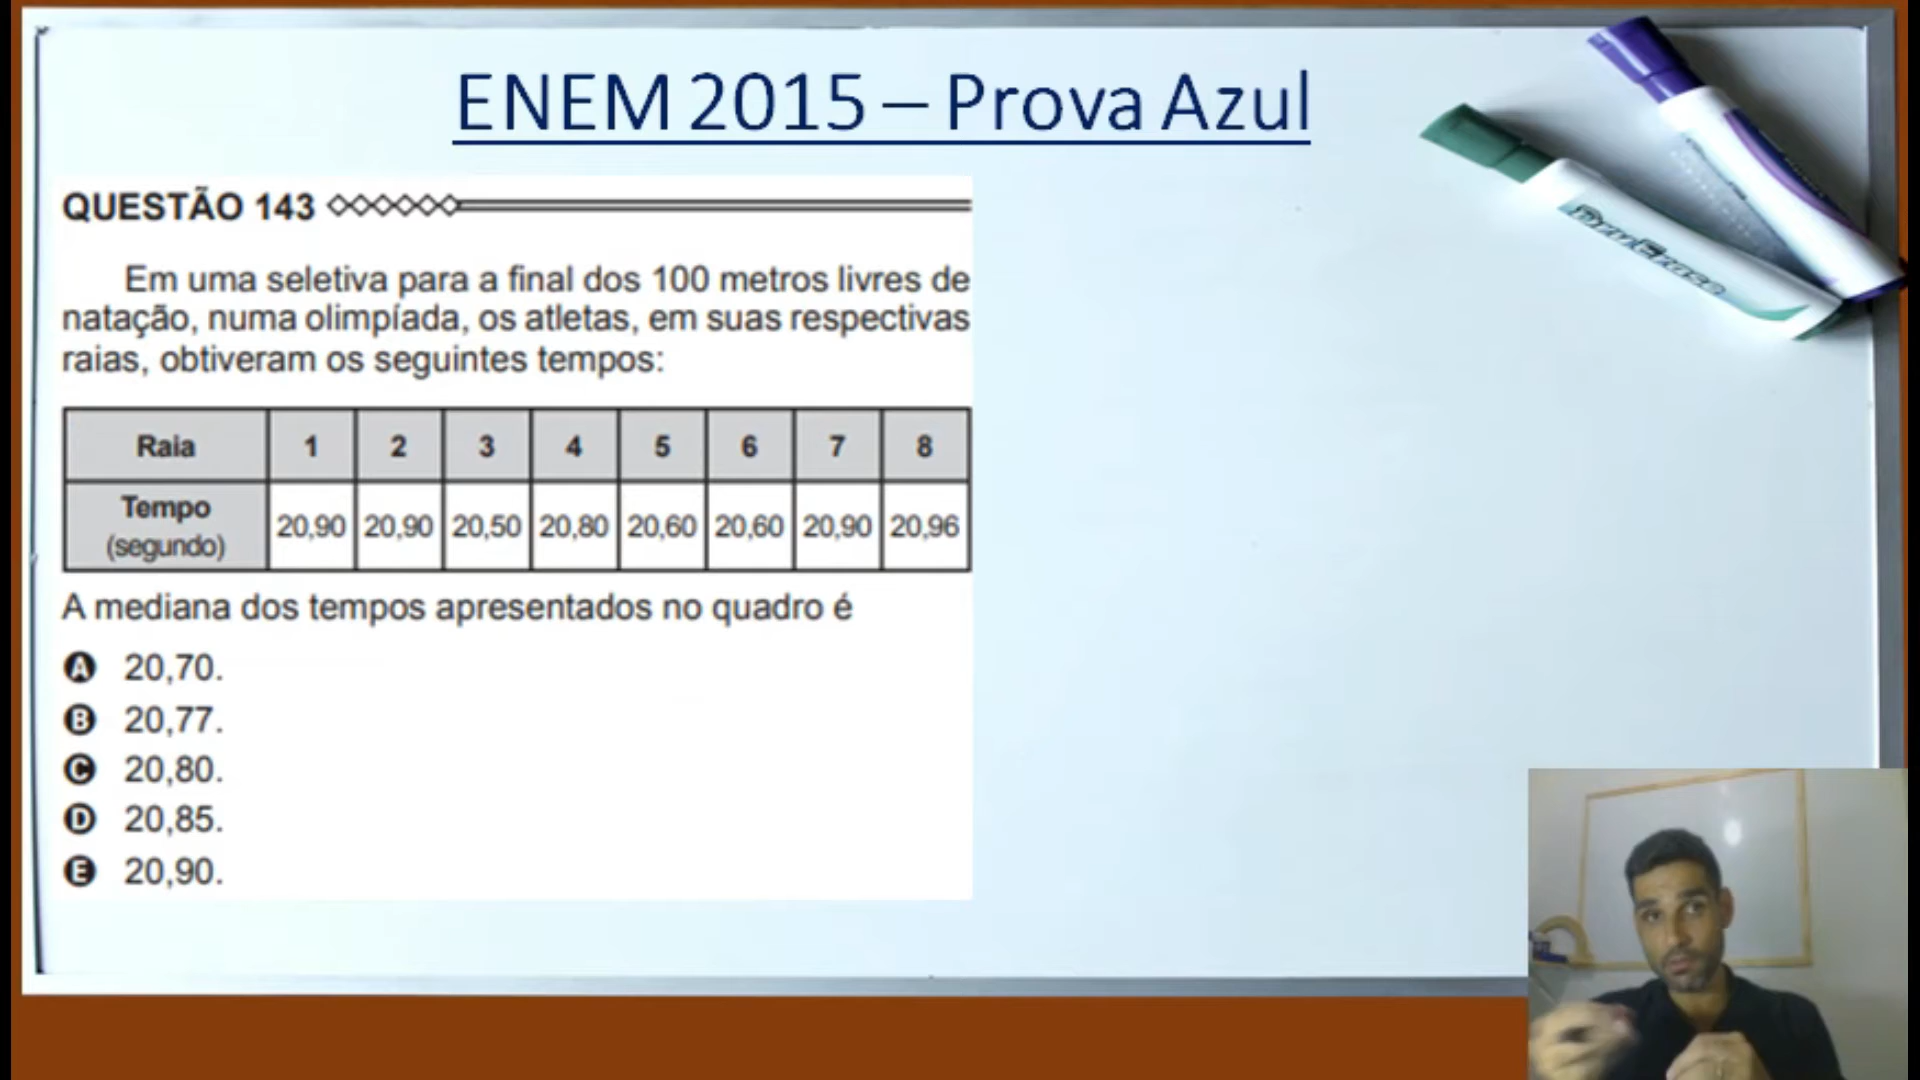 ENEM 2015 – Prova Azul
QUESTÃO 143
Em uma seletiva para a final dos 100 metros livres de
natação, numa olimpíada, os atletas, em suas respectivas
raias, obtiveram os seguintes tempos:
Raia 1 2 3 4 5 6 7 8
Tempo
(segundo) 20,90 20,90 20,50 20,80 20,60 20,60 20,90 20,96
A mediana dos tempos apresentados no quadro é
A 20,70.
B 20,77.
C 20,80.
D 20,85.
E 20,90.